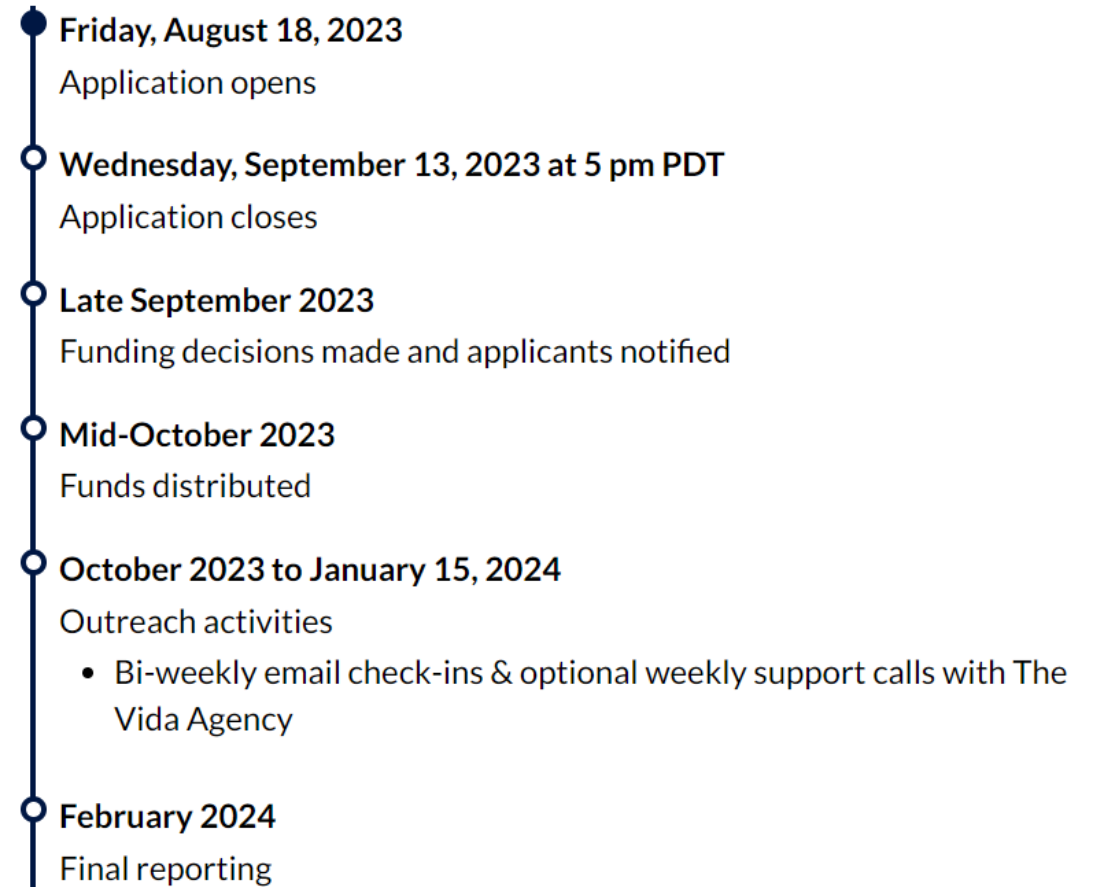 Friday, August 18, 2023
Application opens
Wednesday, September 13, 2023 at 5 pm PDT
Application closes
Late September 2023
Funding decisions made and applicants notified
Mid-October 2023
Funds distributed
October 2023 to January 15, 2024
Outreach activities
• Bi-weekly email check-ins & optional weekly support calls with The
Vida Agency
February 2024
Final reporting